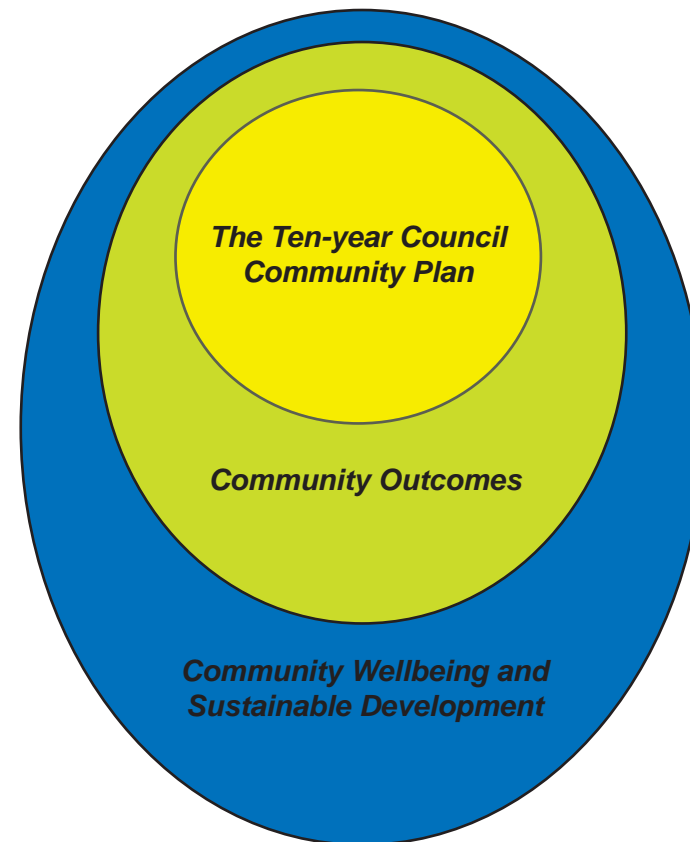 The Ten-year Council
Community Plan
Community Outcomes
Community Wellbeing and
Sustainable Development